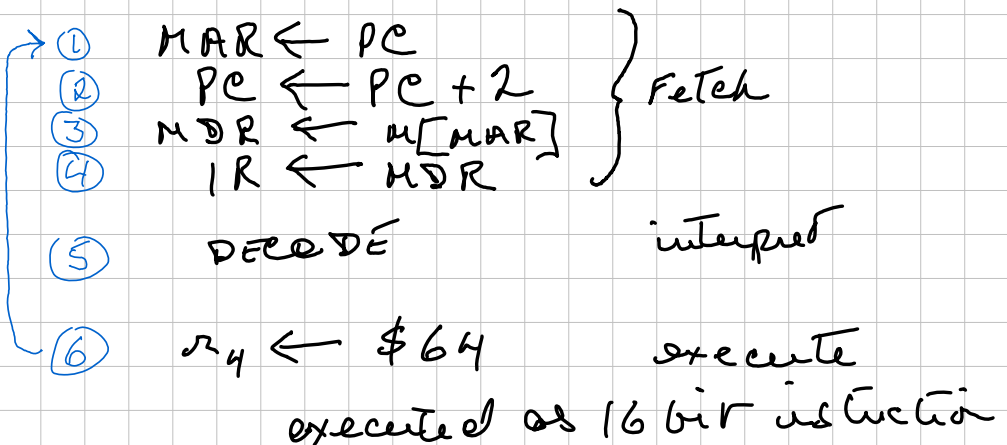 ① MAR ← PC
② PC ← PC + 2 } Fetch
③ MDR ← M[MAR]
④ IR ← MDR
⑤ DECODE interpret
⑥ r4 ← $64 execute
executed as 16 bit instuction